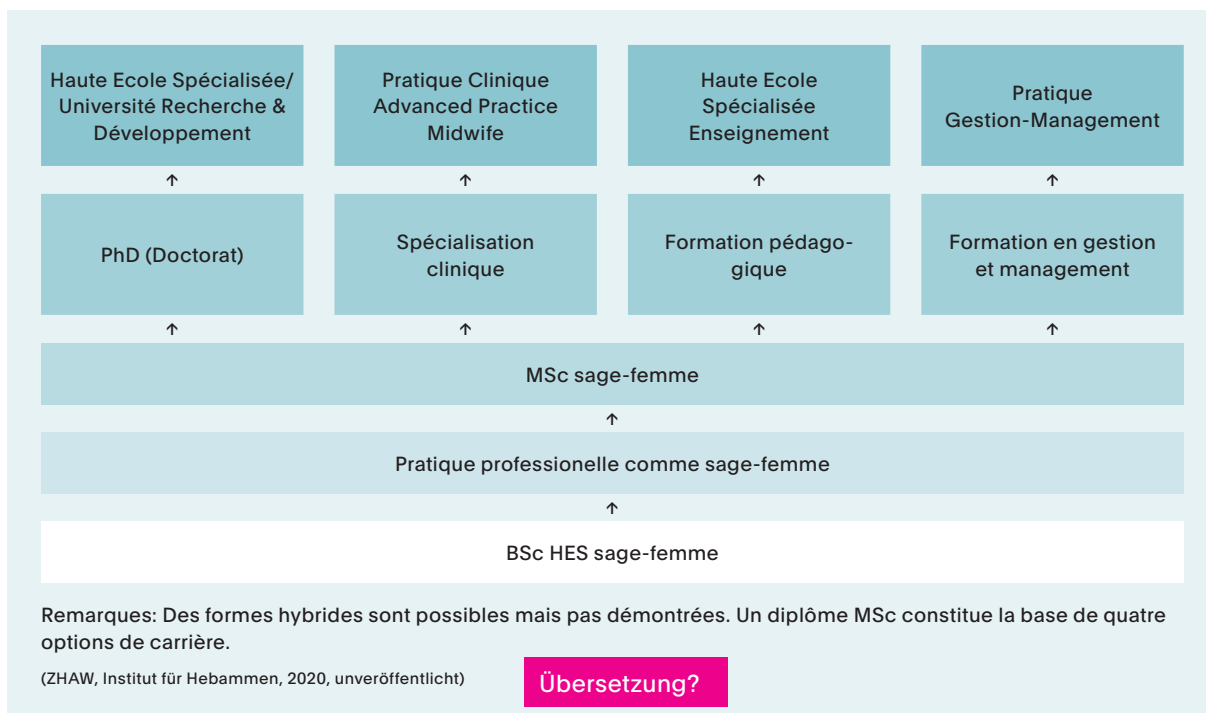 Haute Ecole Spécialisée/
Université Recherche &
Développement
Pratique Clinique
Advanced Practice
Midwife
Haute Ecole
Spécialisée
Enseignement
Pratique
Gestion-Management
↑ ↑ ↑ ↑
PhD (Doctorat)
Spécialisation
clinique
Formation pédago-
gique
Formation en gestion
et management
↑ ↑ ↑ ↑
MSc sage-femme
↑
Pratique professionelle comme sage-femme
↑
BSc HES sage-femme
Remarques: Des formes hybrides sont possibles mais pas démontrées. Un diplôme MSc constitue la base de quatre
options de carrière.
(ZHAW, Institut für Hebammen, 2020, unveröffentlicht)
Übersetzung?